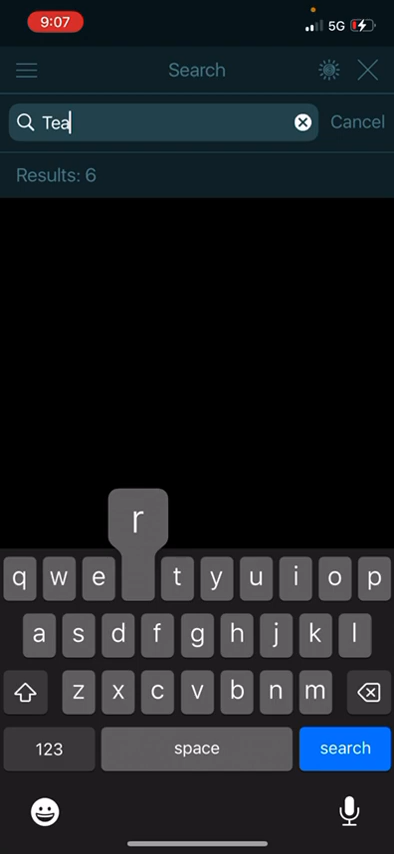 9:07
5G
Search
Tea
Cancel
Results: 6
r
q w e t y u i o p
a s d f g h j k l
z x c v b n m
123 space search